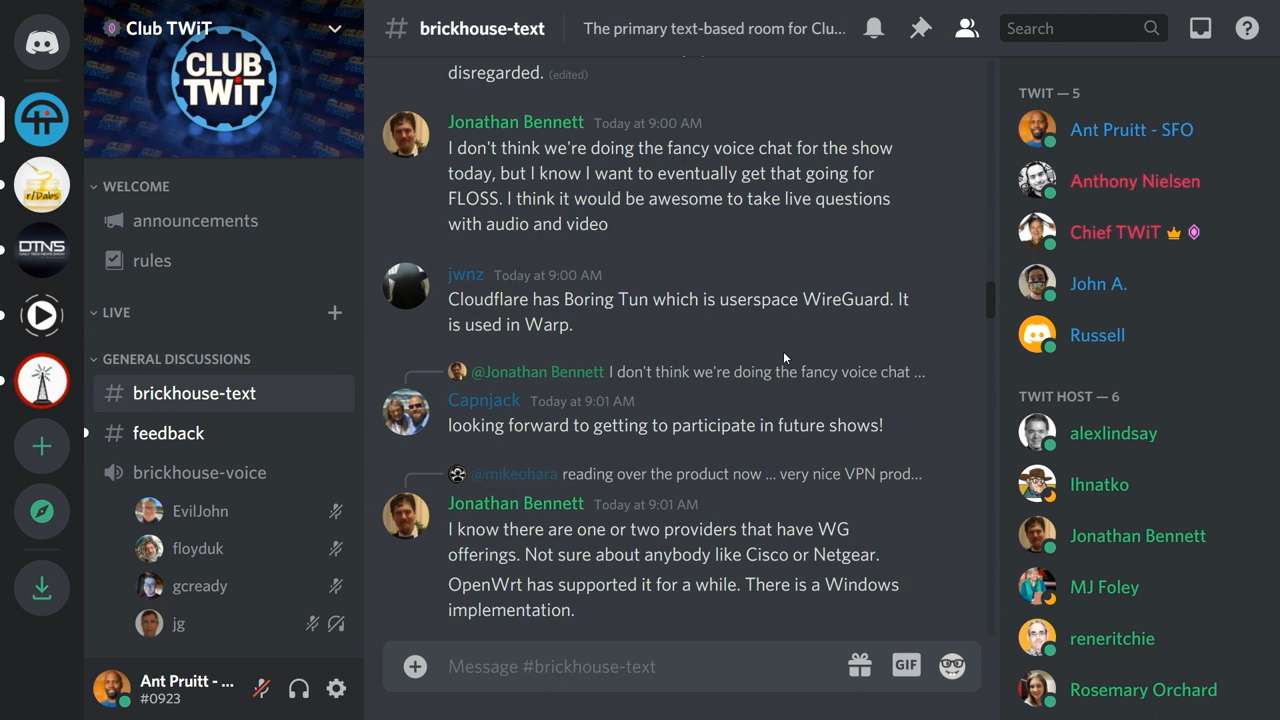 Club TWiT
CLUB
TWiT
WELCOME
announcements
rules
LIVE
GENERAL DISCUSSIONS
brickhouse-text
feedback
brickhouse-voice
EvilJohn
floyduk
gcready
jg
Ant Pruitt - ...
#0923
r/Dabs
DTNS
# brickhouse-text
The primary text-based room for Clu...
Search
disregarded. (edited)
Jonathan Bennett Today at 9:00 AM
I don't think we're doing the fancy voice chat for the show
today, but I know I want to eventually get that going for
FLOSS. I think it would be awesome to take live questions
with audio and video
jwnz Today at 9:00 AM
Cloudflare has Boring Tun which is userspace WireGuard. It
is used in Warp.
@Jonathan Bennett I don't think we're doing the fancy voice chat ...
Capnjack Today at 9:01 AM
looking forward to getting to participate in future shows!
@mikeohara reading over the product now ... very nice VPN prod...
Jonathan Bennett Today at 9:01 AM
I know there are one or two providers that have WG
offerings. Not sure about anybody like Cisco or Netgear.
OpenWrt has supported it for a while. There is a Windows
implementation.
Message #brickhouse-text
GIF
TWIT — 5
Ant Pruitt - SFO
Anthony Nielsen
Chief TWiT
John A.
Russell
TWIT HOST — 6
alexlindsay
Ihnatko
Jonathan Bennett
MJ Foley
reneritchie
Rosemary Orchard